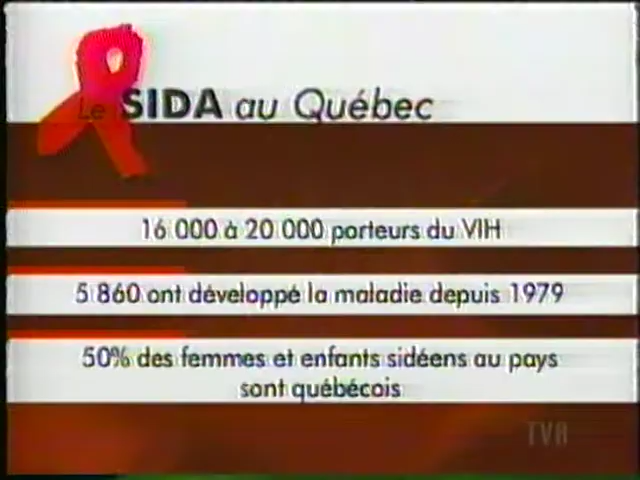 Le SIDA au Québec
16 000 à 20 000 porteurs du VIH
5 860 ont développé la maladie depuis 1979
50% des femmes et enfants sidéens au pays
sont québécois
TVA